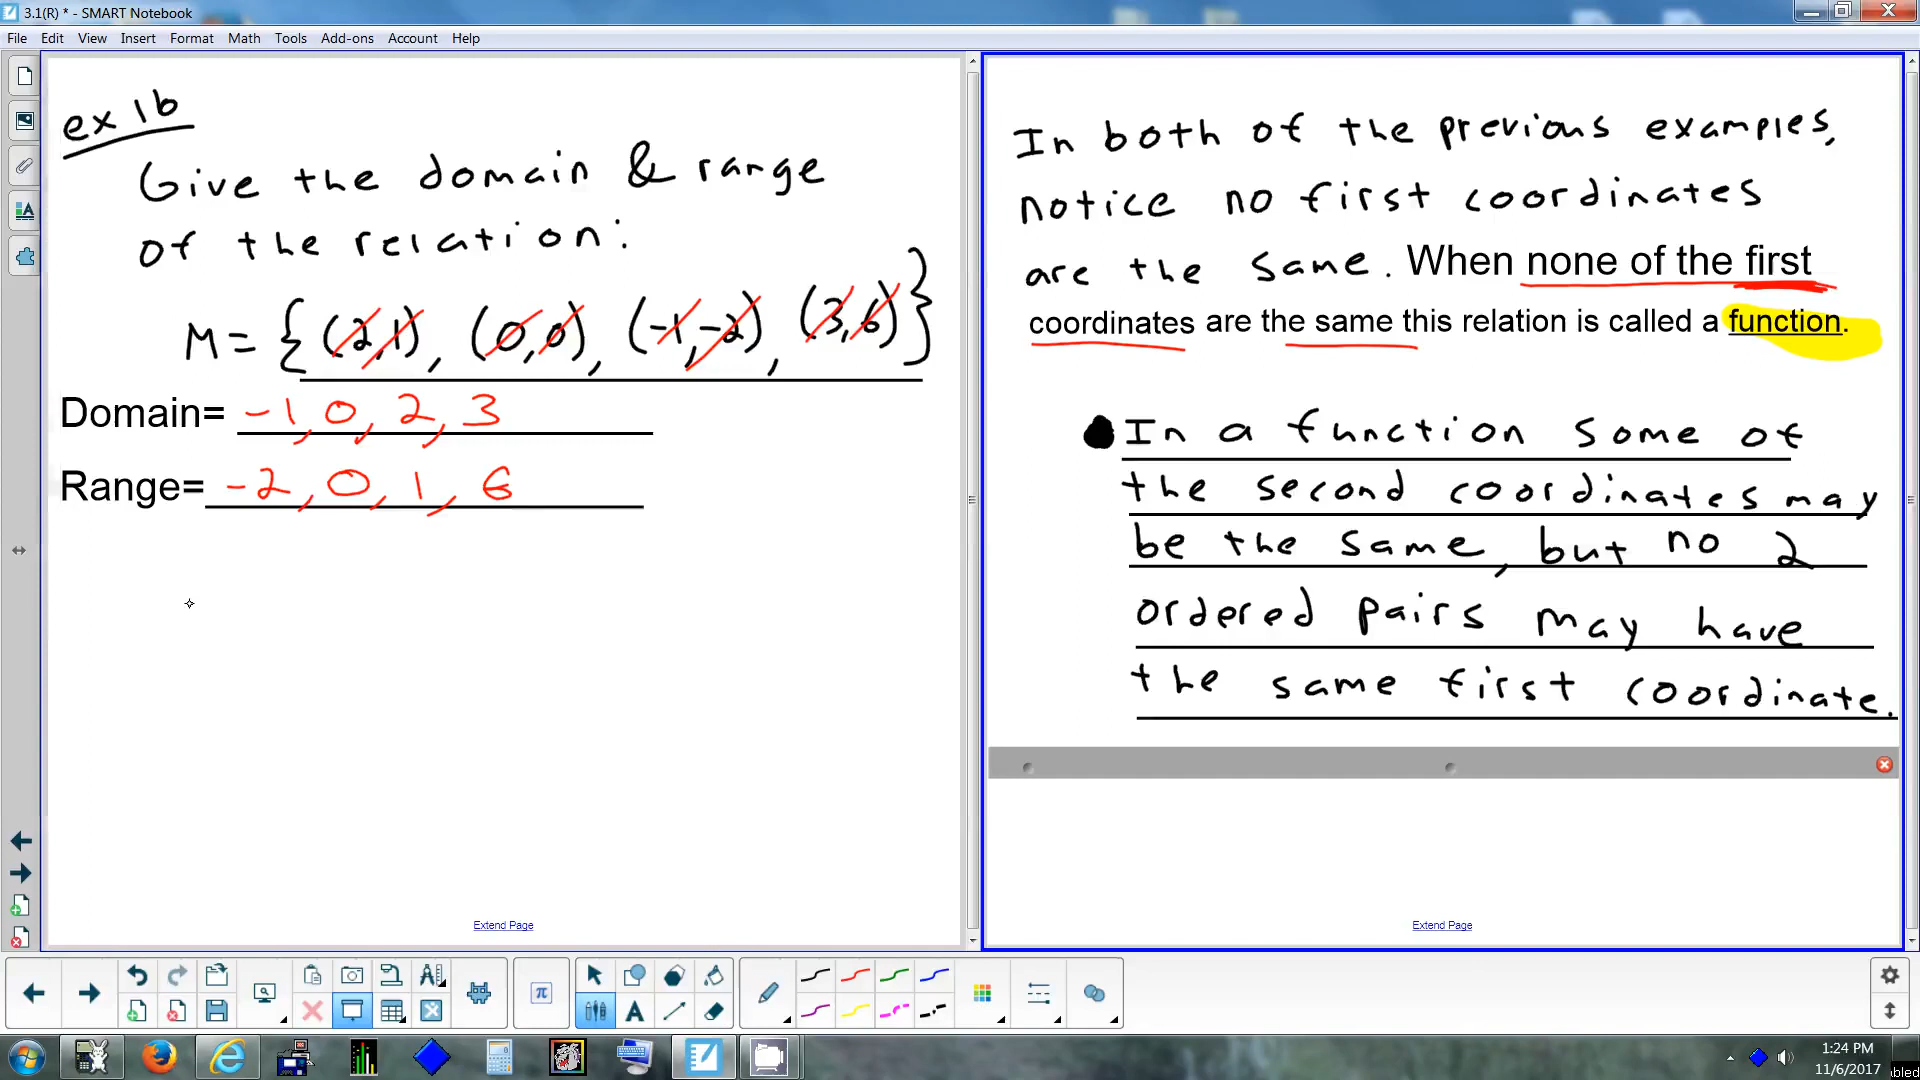 3.1(R) * - SMART Notebook
File Edit View Insert Format Math Tools Add-ons Account Help
ex 1b
Give the domain & range
of the relation:
M = {(2,1), (0,0), (-1,-2), (3,6)}
Domain= -1, 0, 2, 3
Range= -2, 0, 1, 6
Extend Page
In both of the previous examples,
notice no first coordinates
are the same. When none of the first
coordinates are the same this relation is called a function.
In a function some of
the second coordinates may
be the same, but no 2
ordered pairs may have
the same first coordinate.
Extend Page
π
A
1:24 PM
11/6/2017
abled